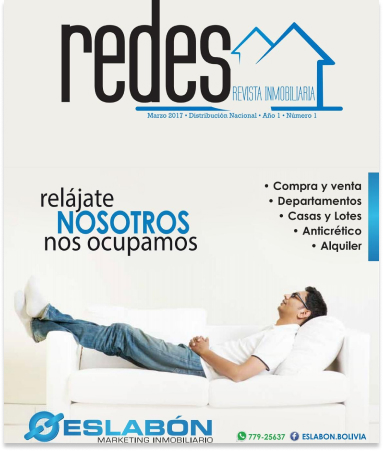 redes
REVISTA INMOBILIARIA
Marzo 2017 • Distribución Nacional • Año 1 • Número 1
relájate
NOSOTROS
nos ocupamos
• Compra y venta
• Departamentos
• Casas y Lotes
• Anticrético
• Alquiler
ESLABÓN
MARKETING INMOBILIARIO
779-25637 ESLABON.BOLIVIA